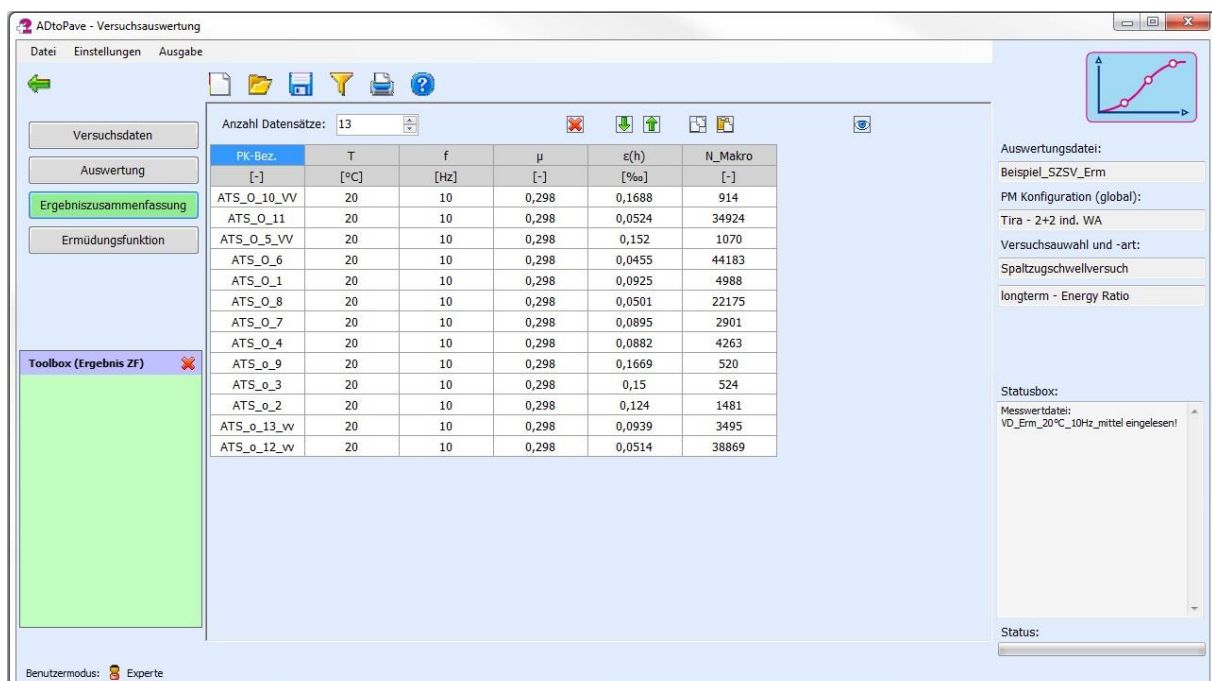 ADtoPave - Versuchsauswertung
Datei Einstellungen Ausgabe
Versuchsdaten
Auswertung
Ergebniszusammenfassung
Ermüdungsfunktion
Toolbox (Ergebnis ZF)
Anzahl Datensätze: 13
PK-Bez. T f µ ε(h) N_Makro
[-] [°C] [Hz] [-] [‰] [-]
ATS_O_10_VV 20 10 0,298 0,1688 914
ATS_O_11 20 10 0,298 0,0524 34924
ATS_O_5_VV 20 10 0,298 0,152 1070
ATS_O_6 20 10 0,298 0,0455 44183
ATS_O_1 20 10 0,298 0,0925 4988
ATS_O_8 20 10 0,298 0,0501 22175
ATS_O_7 20 10 0,298 0,0895 2901
ATS_O_4 20 10 0,298 0,0882 4263
ATS_o_9 20 10 0,298 0,1669 520
ATS_o_3 20 10 0,298 0,15 524
ATS_o_2 20 10 0,298 0,124 1481
ATS_o_13_vv 20 10 0,298 0,0939 3495
ATS_o_12_vv 20 10 0,298 0,0514 38869
Auswertungsdatei:
Beispiel_SZSV_Erm
PM Konfiguration (global):
Tira - 2+2 ind. WA
Versuchsauwahl und -art:
Spaltzugschwellversuch
longterm - Energy Ratio
Statusbox:
Messwertdatei:
VD_Erm_20°C_10Hz_mittel eingelesen!
Status:
Benutzermodus: Experte